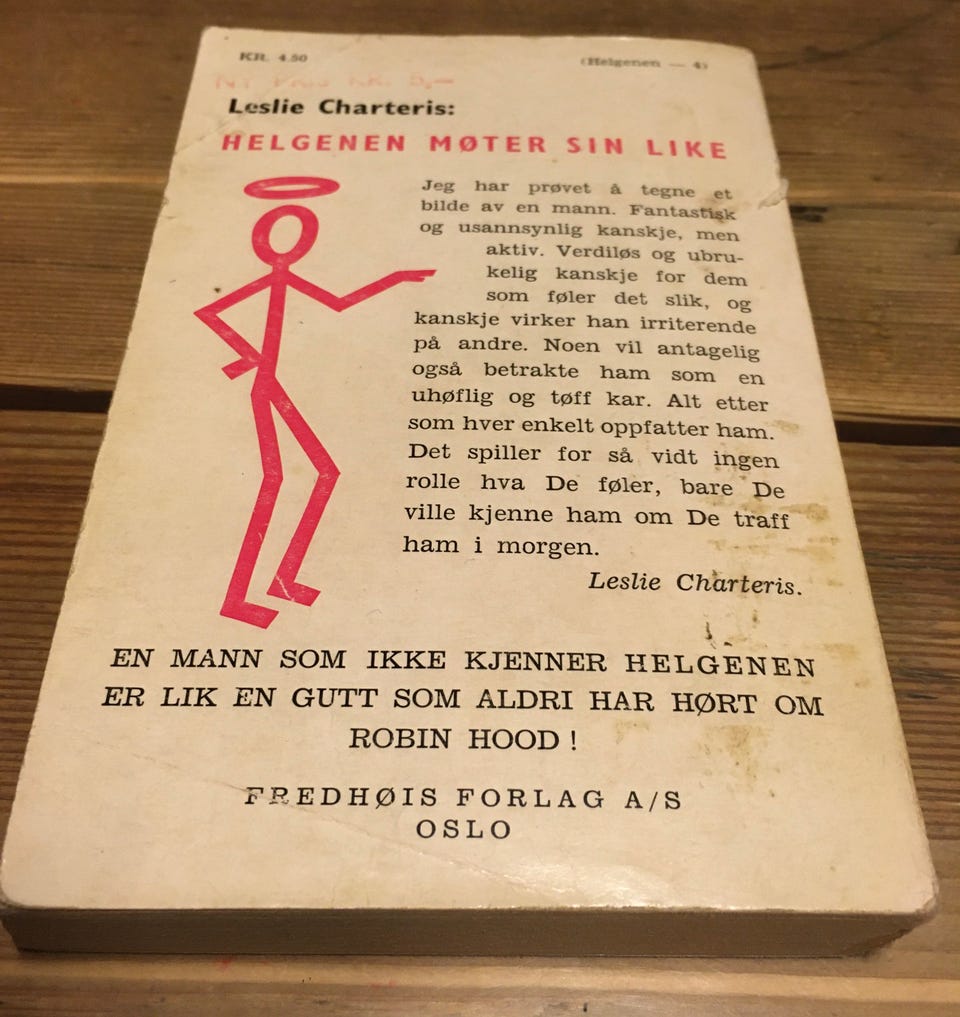 KR. 4.50
(Helgenen — 4)
NY PRIS KR. 5,—
Leslie Charteris:
HELGENEN MØTER SIN LIKE
Jeg har prøvet å tegne et
bilde av en mann. Fantastisk
og usannsynlig kanskje, men
aktiv. Verdiløs og ubru-
kelig kanskje for dem
som føler det slik, og
kanskje virker han irriterende
på andre. Noen vil antagelig
også betrakte ham som en
uhøflig og tøff kar. Alt etter
som hver enkelt oppfatter ham.
Det spiller for så vidt ingen
rolle hva De føler, bare De
ville kjenne ham om De traff
ham i morgen.
Leslie Charteris.
EN MANN SOM IKKE KJENNER HELGENEN
ER LIK EN GUTT SOM ALDRI HAR HØRT OM
ROBIN HOOD !
FREDHØIS FORLAG A/S
OSLO